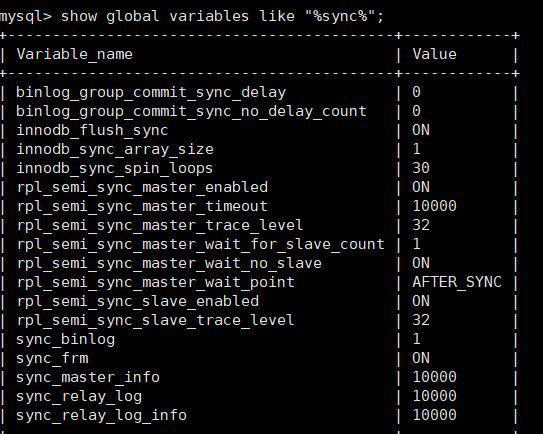 mysql> show global variables like "%sync%";
+-------------------------------------------+------------+
| Variable_name                             | Value      |
+-------------------------------------------+------------+
| binlog_group_commit_sync_delay            | 0          |
| binlog_group_commit_sync_no_delay_count   | 0          |
| innodb_flush_sync                         | ON         |
| innodb_sync_array_size                    | 1          |
| innodb_sync_spin_loops                    | 30         |
| rpl_semi_sync_master_enabled              | ON         |
| rpl_semi_sync_master_timeout              | 10000      |
| rpl_semi_sync_master_trace_level          | 32         |
| rpl_semi_sync_master_wait_for_slave_count | 1          |
| rpl_semi_sync_master_wait_no_slave        | ON         |
| rpl_semi_sync_master_wait_point           | AFTER_SYNC |
| rpl_semi_sync_slave_enabled               | ON         |
| rpl_semi_sync_slave_trace_level           | 32         |
| sync_binlog                               | 1          |
| sync_frm                                  | ON         |
| sync_master_info                          | 10000      |
| sync_relay_log                            | 10000      |
| sync_relay_log_info                       | 10000      |